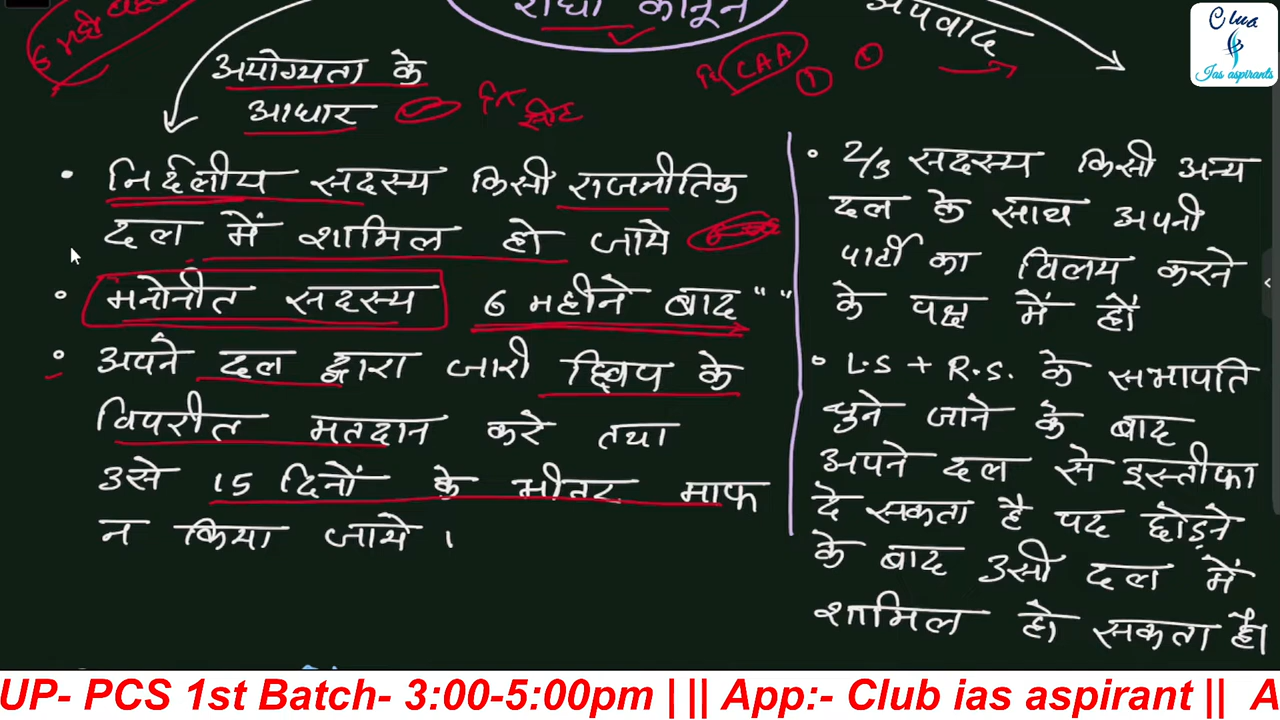 कानून
अपवाद
CAA
①
अयोग्यता के
आधार
• निर्दलीय सदस्य किसी राजनीतिक
दल में शामिल हो जाये
• मनोनीत सदस्य 6 महीने बाद " "
• अपने दल द्वारा जारी ह्विप के
विपरीत मतदान करे तथा
उसे 15 दिनों के भीतर माफ
न किया जाये।
• 2/3 सदस्य किसी अन्य
दल के साथ अपनी
पार्टी का विलय करने
के पक्ष में हों
• L.S + R.S. के सभापति
चुने जाने के बाद
अपने दल से इस्तीफा
दे सकता है पद छोड़ने
के बाद उसी दल में
शामिल हो सकता है।
Club
Ias aspirants
UP- PCS 1st Batch- 3:00-5:00pm | || App:- Club ias aspirant || A